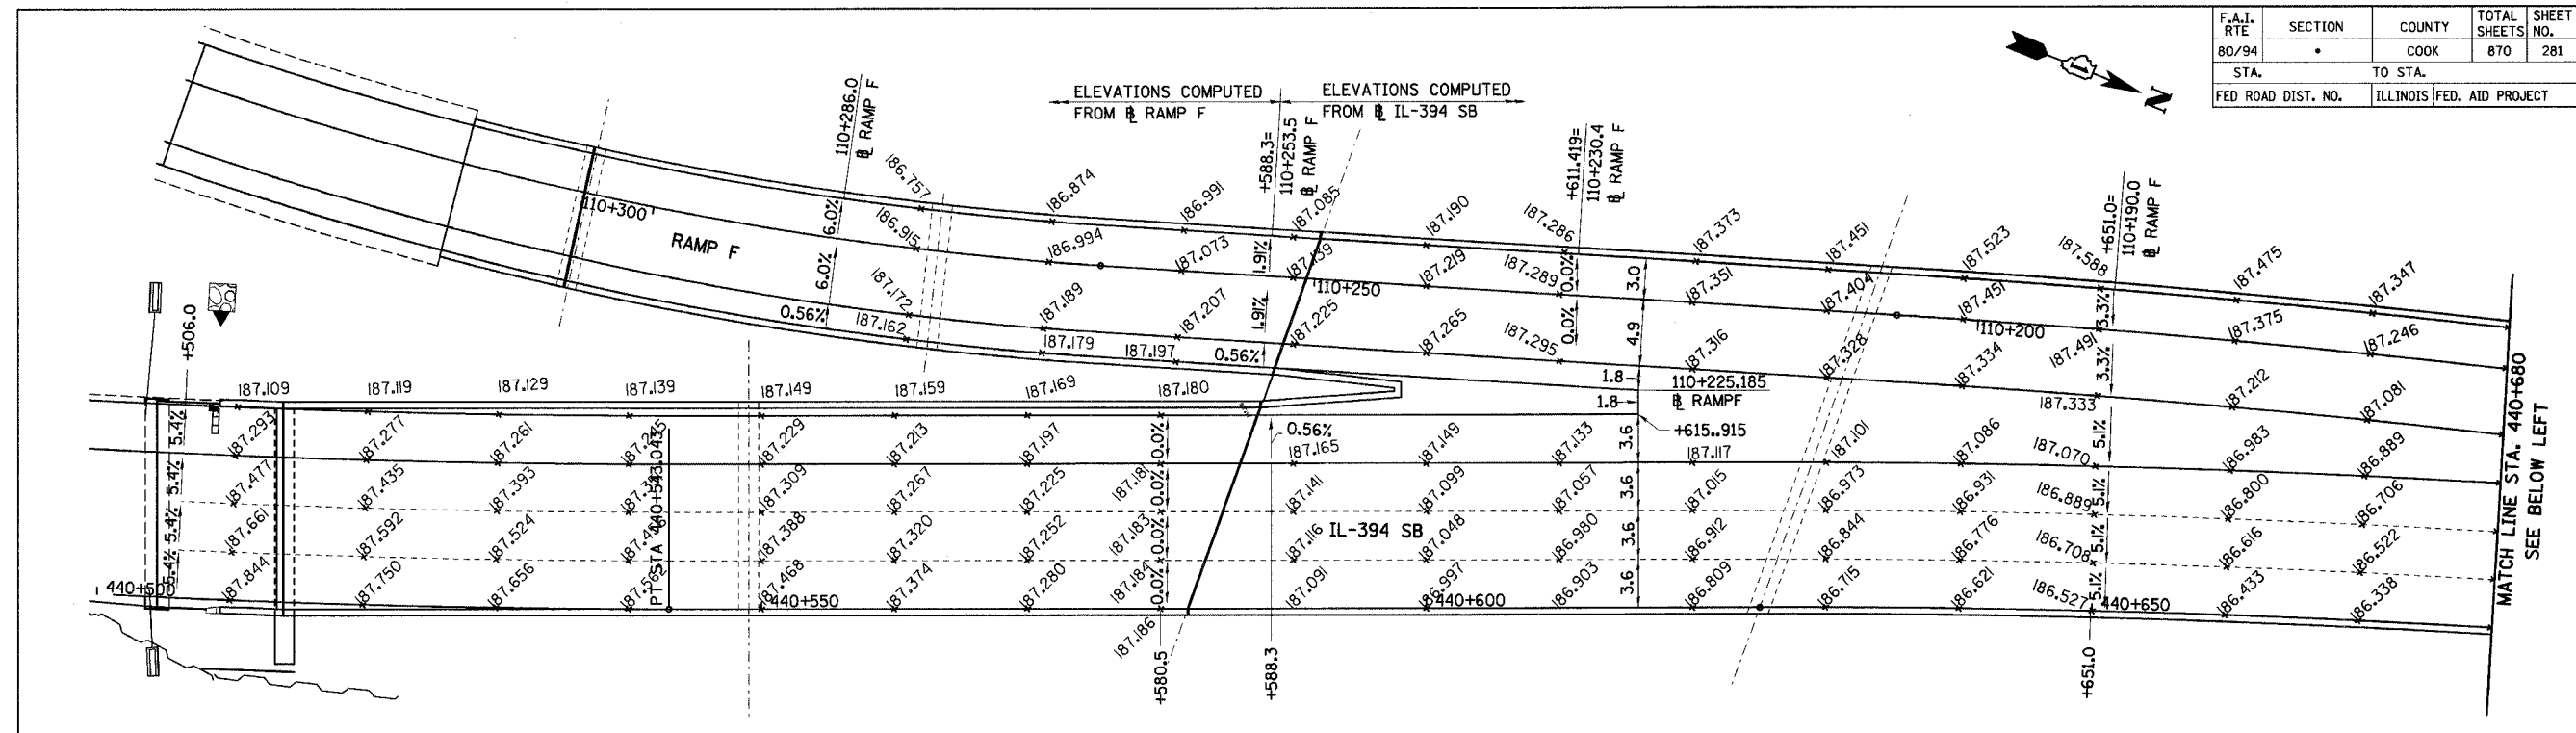 F.A.I. RTE SECTION COUNTY TOTAL SHEETS SHEET NO.
80/94 • COOK 870 281
STA. TO STA.
FED ROAD DIST. NO. ILLINOIS FED. AID PROJECT
N
ELEVATIONS COMPUTED FROM ℄ RAMP F
ELEVATIONS COMPUTED FROM ℄ IL-394 SB
110+286.0
℄ RAMP F
+588.3=
110+253.5
℄ RAMP F
+611.419=
110+230.4
℄ RAMP F
+651.0=
110+190.0
℄ RAMP F
186.757 186.874 186.991 187.085 187.190 187.286 187.373 187.451 187.523 187.588 187.475 187.347
110+300
RAMP F
6.0% 6.0%
186.915 186.994 187.073 187.139 187.219 187.289 187.351 187.404 187.451 187.491 187.375 187.246
1.91% 1.91%
110+250
0.0% 0.0%
3.0
4.9
110+200
3.3% 3.3%
187.172 187.189 187.207 187.225 187.265 187.295 187.316 187.328 187.334 187.333 187.212 187.081
0.56%
187.162 187.179 187.197
0.56%
1.8
1.8
110+225.185
℄ RAMPF
+615..915
+506.0
187.109 187.119 187.129 187.139 187.149 187.159 187.169 187.180
0.56%
187.293 187.277 187.261 187.245 187.229 187.213 187.197 187.181 187.165 187.149 187.133 187.117 187.101 187.086 187.070 186.983 186.889
5.4% 5.4% 5.4% 5.4%
0.0% 0.0% 0.0% 0.0%
3.6 3.6 3.6 3.6
5.1% 5.1% 5.1% 5.1%
187.477 187.435 187.393 187.309 187.267 187.225 187.183 187.141 187.099 187.057 187.015 186.973 186.931 186.889 186.800 186.706
PT STA 440+543.043
IL-394 SB
187.661 187.592 187.524 187.456 187.388 187.320 187.252 187.184 187.116 187.048 186.980 186.912 186.844 186.776 186.708 186.616 186.522
187.844 187.750 187.656 187.562 187.468 187.374 187.280 187.186 187.091 186.997 186.903 186.809 186.715 186.621 186.527 186.433 186.338
440+500 440+550 440+600 440+650
+580.5
+588.3
+651.0
MATCH LINE STA. 440+680
SEE BELOW LEFT